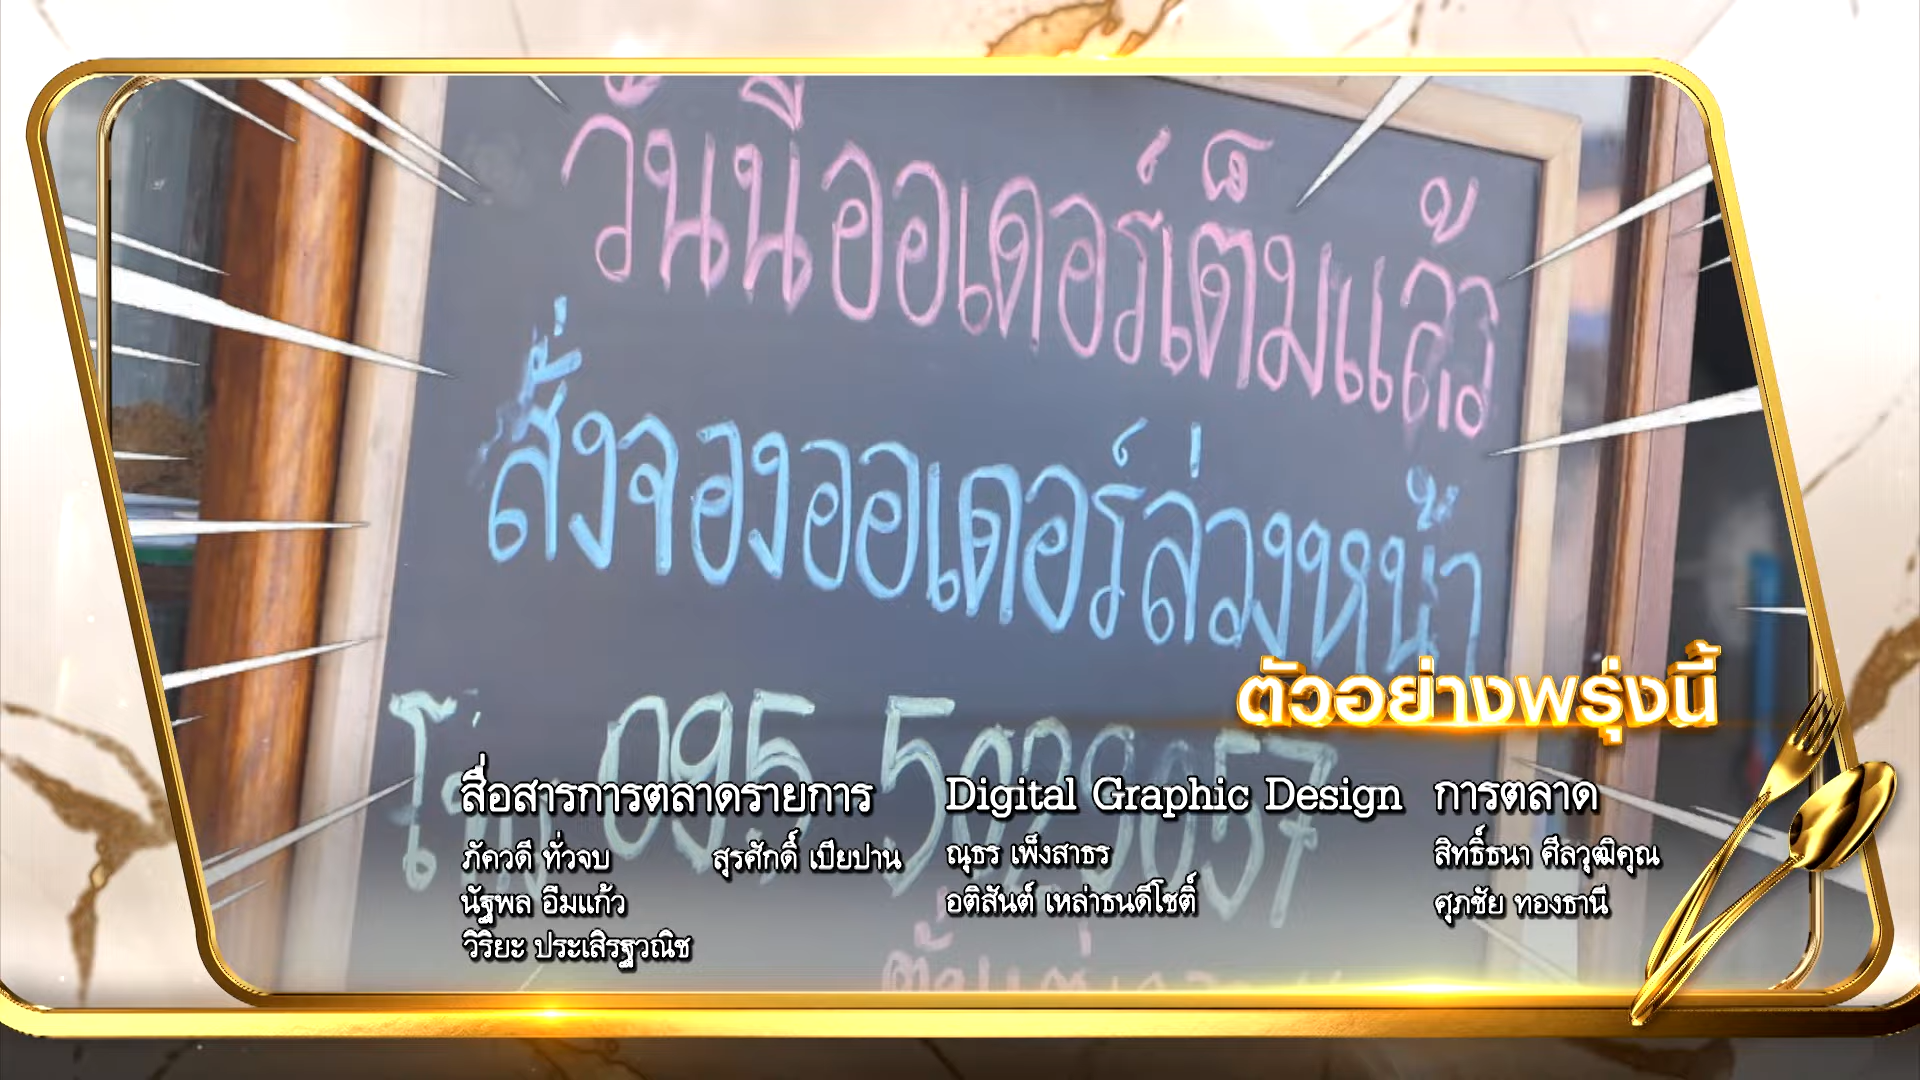 วันนี้ออเดอร์เต็มแล้ว
สั่งจองออเดอร์ล่วงหน้า
โทร 095 5029057
ตัวอย่างพรุ่งนี้
สื่อสารการตลาดรายการ
ภัควดี ทั่วจบ
สุรศักดิ์ เบียปาน
นัฐพล อีมแก้ว
วิริยะ ประเสิรฐวณิช
Digital Graphic Design
ณุธร เพ็งสาธร
อติสันต์ เหล่าธนดีโชติ์
การตลาด
สิทธิ์ธนา ศีลวุฒิคุณ
ศุภชัย ทองธานี